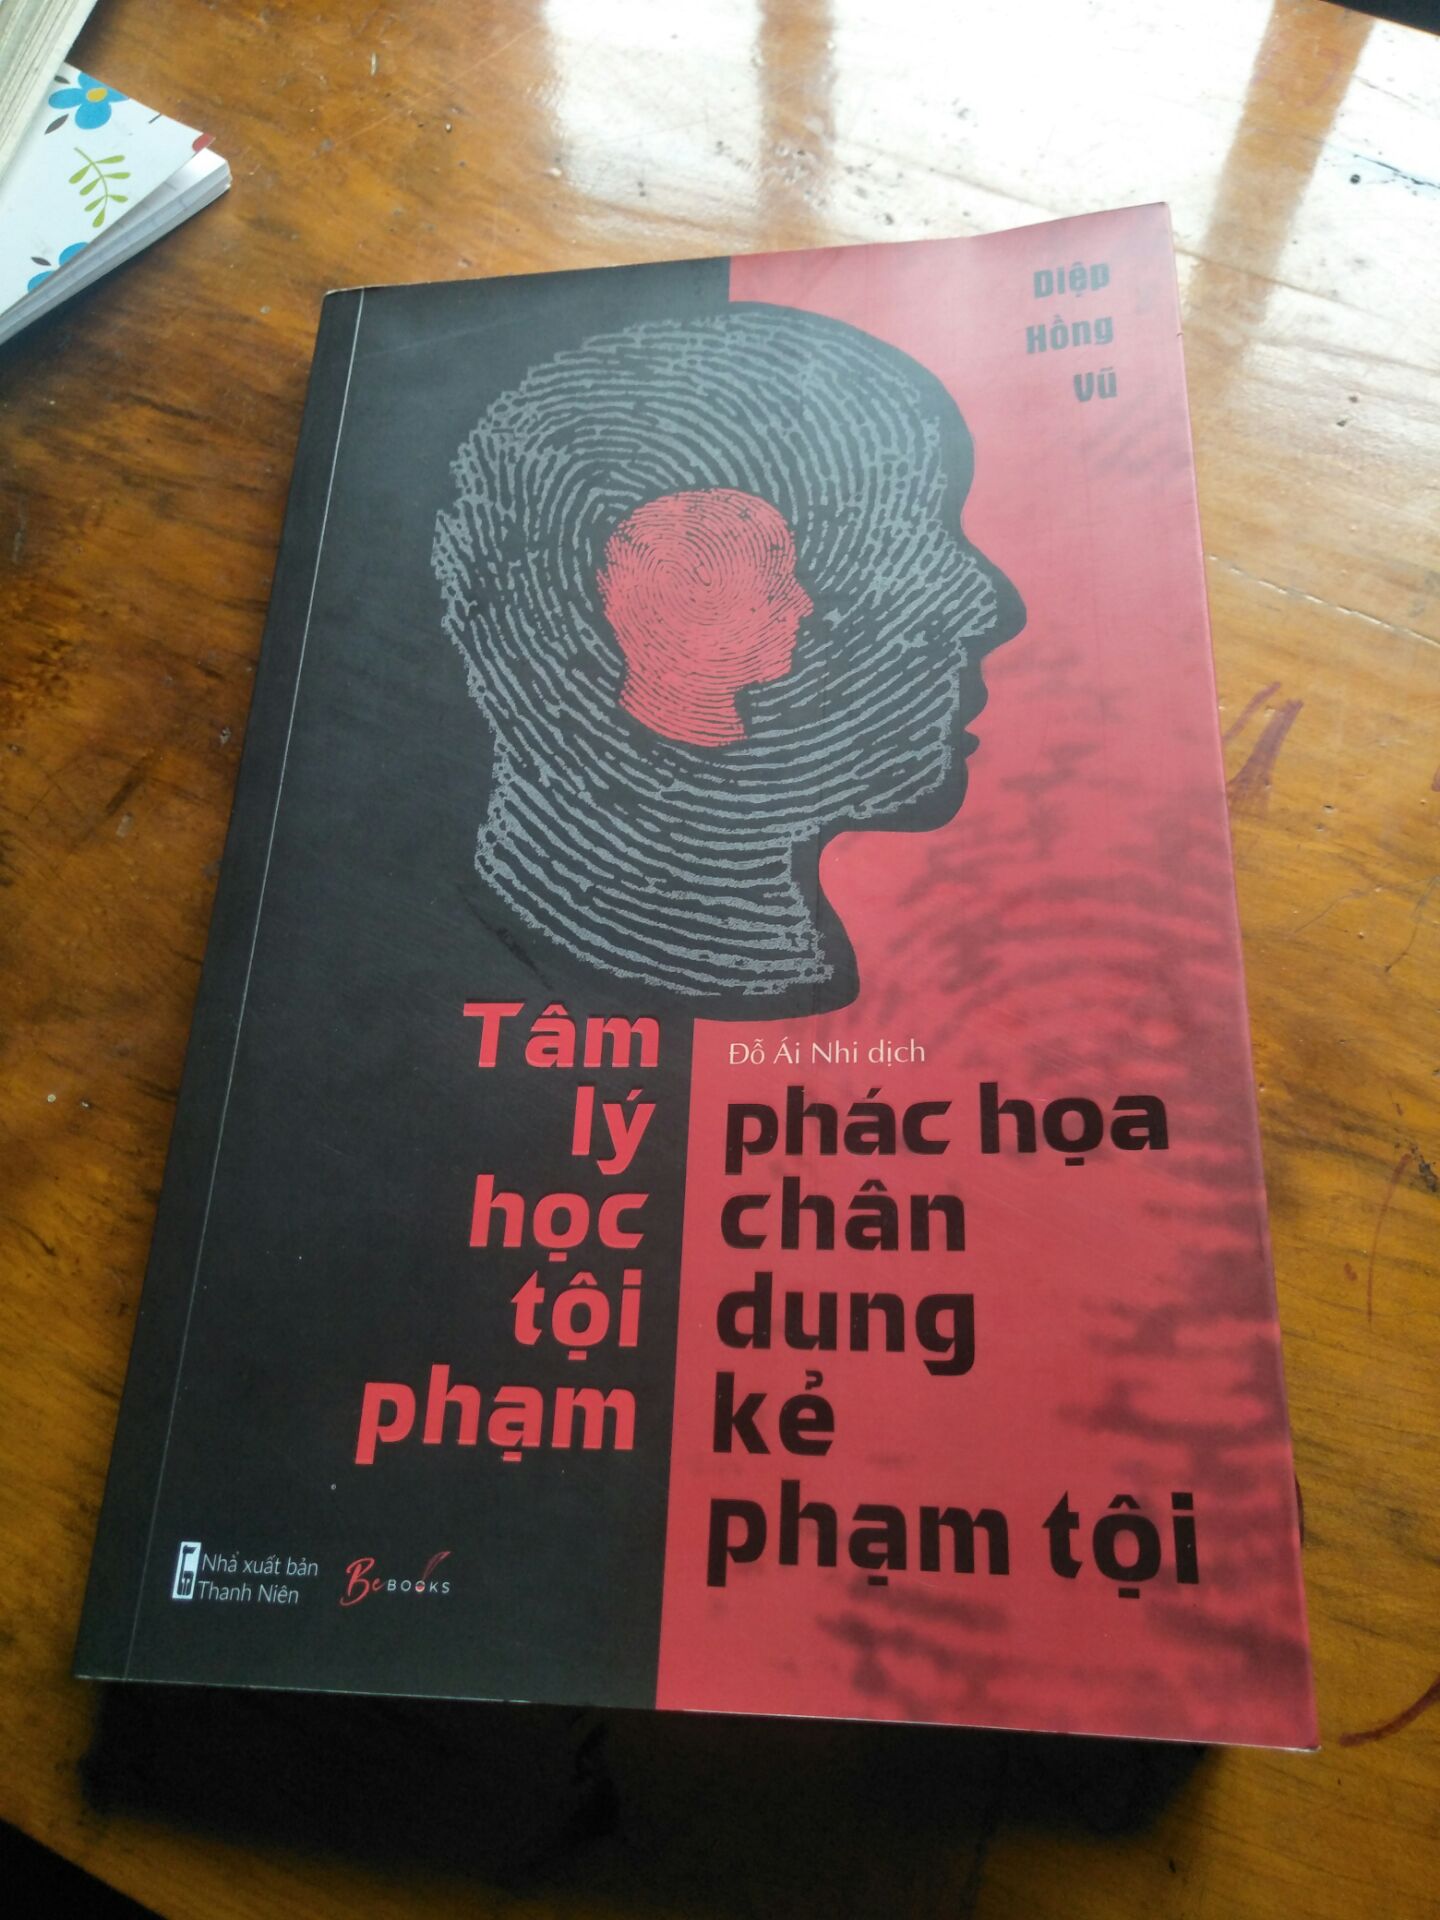 Diệp
Hồng
Vũ
Tâm
lý
học
tội
phạm
Đỗ Ái Nhi dịch
phác họa
chân
dung
kẻ
phạm tội
Nhà xuất bản
Thanh Niên
Be BOOKS